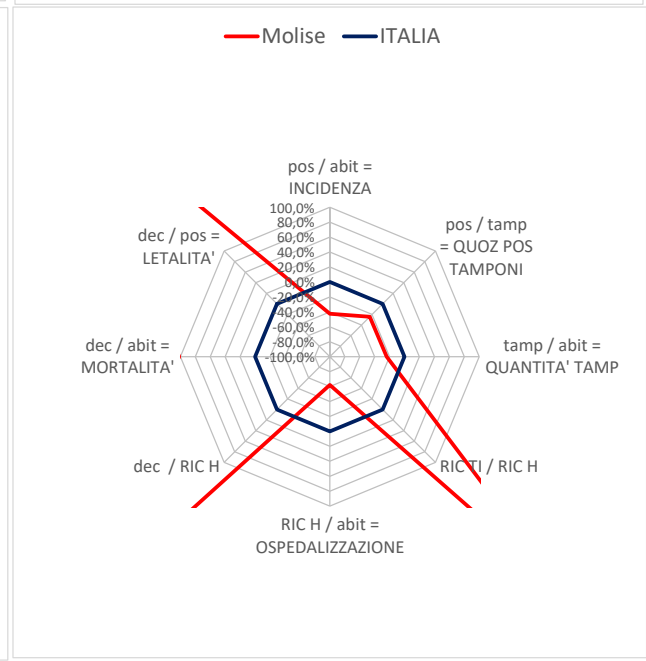 Molise ITALIA
pos / abit =
INCIDENZA
pos / tamp
= QUOZ POS
TAMPONI
tamp / abit =
QUANTITA' TAMP
RIC TI / RIC H
RIC H / abit =
OSPEDALIZZAZIONE
dec / RIC H
dec / abit =
MORTALITA'
dec / pos =
LETALITA'
100,0%
80,0%
60,0%
40,0%
20,0%
0,0%
-20,0%
-40,0%
-60,0%
-80,0%
-100,0%